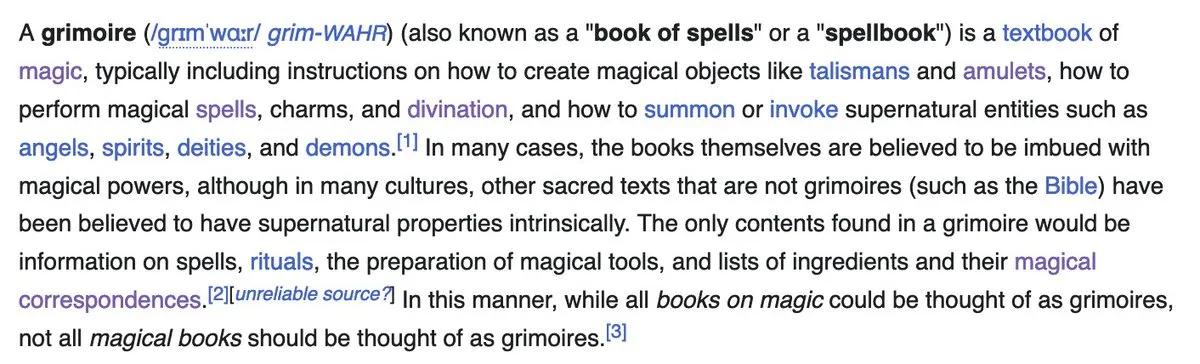 A grimoire (/ɡrɪmˈwɑːr/ grim-WAHR) (also known as a "book of spells" or a "spellbook") is a textbook of
magic, typically including instructions on how to create magical objects like talismans and amulets, how to
perform magical spells, charms, and divination, and how to summon or invoke supernatural entities such as
angels, spirits, deities, and demons.[1] In many cases, the books themselves are believed to be imbued with
magical powers, although in many cultures, other sacred texts that are not grimoires (such as the Bible) have
been believed to have supernatural properties intrinsically. The only contents found in a grimoire would be
information on spells, rituals, the preparation of magical tools, and lists of ingredients and their magical
correspondences.[2][unreliable source?] In this manner, while all books on magic could be thought of as grimoires,
not all magical books should be thought of as grimoires.[3]